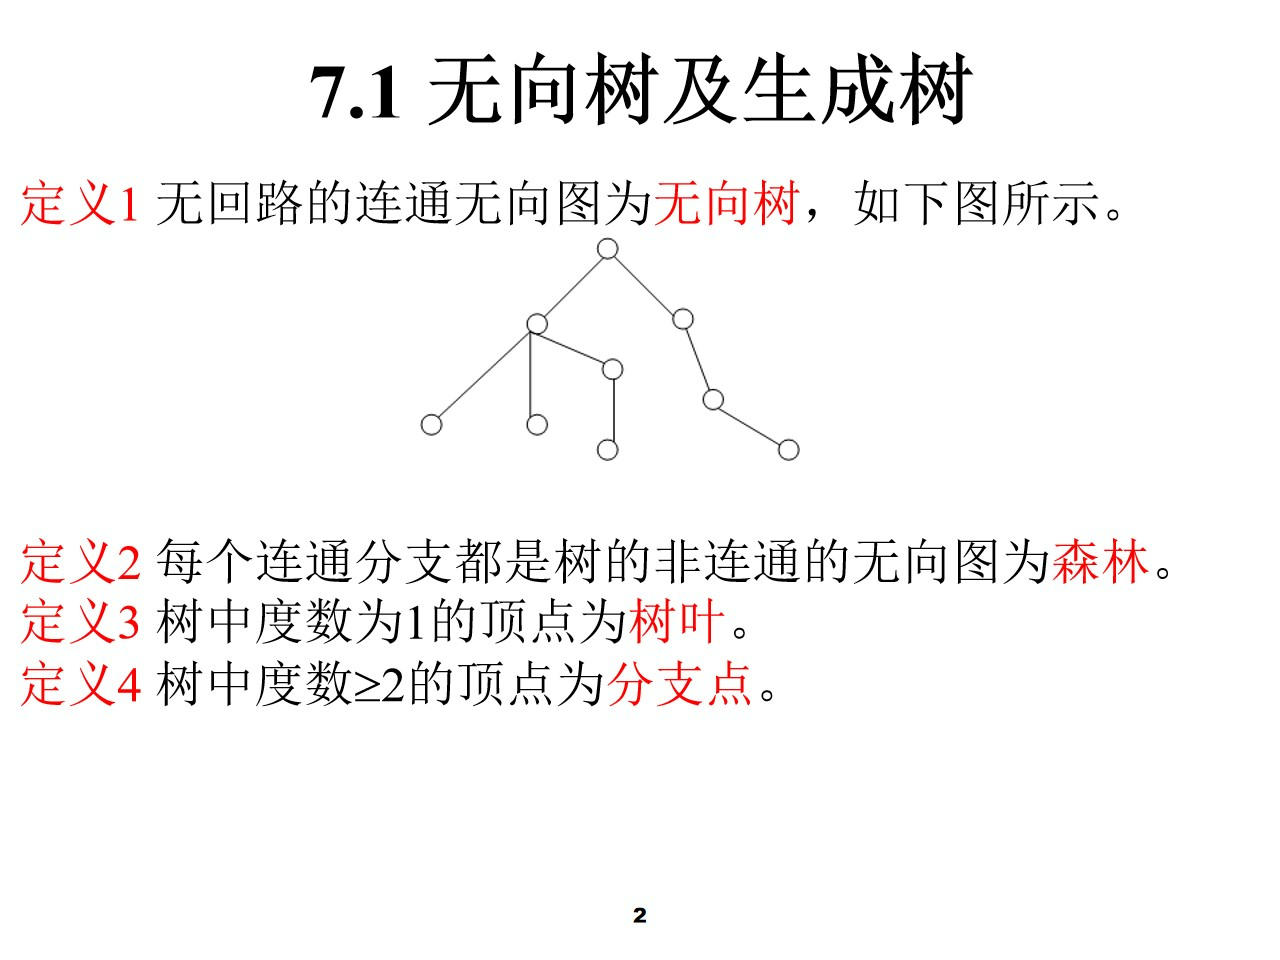 7.1 无向树及生成树
定义1 无回路的连通无向图为无向树，如下图所示。
定义2 每个连通分支都是树的非连通的无向图为森林。
定义3 树中度数为1的顶点为树叶。
定义4 树中度数≥2的顶点为分支点。
2